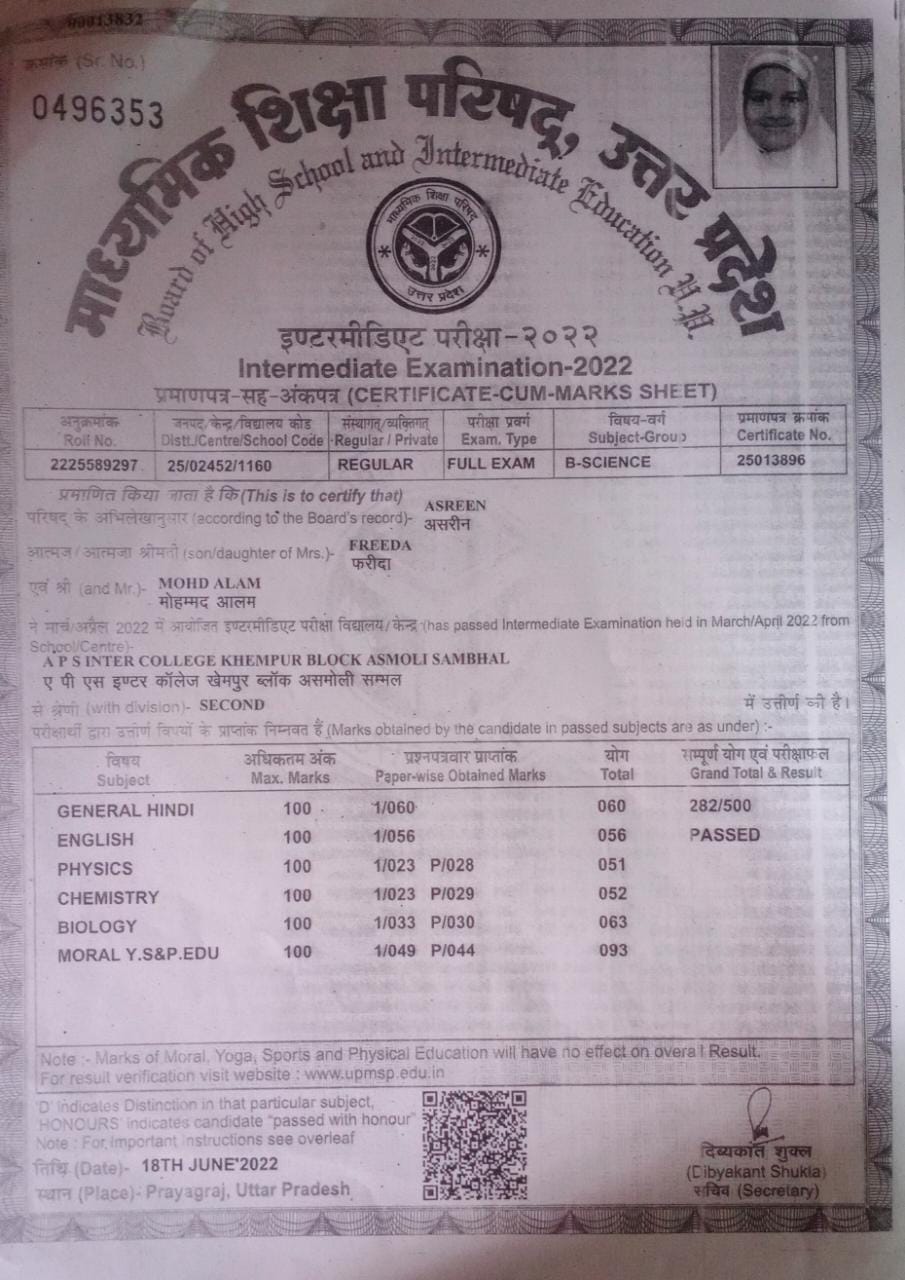 00013832
क्रमांक (Sr. No.)
0496353
माध्यमिक शिक्षा परिषद्, उत्तर प्रदेश
Board of High School and Intermediate Education U.P.
माध्यमिक शिक्षा परिषद्
उत्तर प्रदेश
इण्टरमीडिएट परीक्षा-२०२२
Intermediate Examination-2022
प्रमाणपत्र-सह-अंकपत्र (CERTIFICATE-CUM-MARKS SHEET)
अनुक्रमांक जनपद/केन्द्र/विद्यालय कोड संस्थागत/व्यक्तिगत परीक्षा प्रवर्ग विषय-वर्ग प्रमाणपत्र क्रमांक
Roll No. Distt./Centre/School Code Regular / Private Exam. Type Subject-Group Certificate No.
2225589297 25/02452/1160 REGULAR FULL EXAM B-SCIENCE 25013896
प्रमाणित किया जाता है कि (This is to certify that)
परिषद् के अभिलेखानुसार (according to the Board's record)- ASREEN
असरीन
आत्मज/आत्मजा श्रीमती (son/daughter of Mrs.)- FREEDA
फरीदा
एवं श्री (and Mr.)- MOHD ALAM
मोहम्मद आलम
ने मार्च/अप्रैल 2022 में आयोजित इण्टरमीडिएट परीक्षा विद्यालय/केन्द्र (has passed Intermediate Examination held in March/April 2022 from
School/Centre)-
A P S INTER COLLEGE KHEMPUR BLOCK ASMOLI SAMBHAL
ए पी एस इण्टर कॉलेज खेमपुर ब्लॉक असमोली सम्भल
से श्रेणी (with division)- SECOND में उत्तीर्ण की है।
परीक्षार्थी द्वारा उत्तीर्ण विषयों के प्राप्तांक निम्नवत हैं (Marks obtained by the candidate in passed subjects are as under) :-
विषय अधिकतम अंक प्रश्नपत्रवार प्राप्तांक योग सम्पूर्ण योग एवं परीक्षाफल
Subject Max. Marks Paper-wise Obtained Marks Total Grand Total & Result
GENERAL HINDI 100 1/060 060 282/500
ENGLISH 100 1/056 056 PASSED
PHYSICS 100 1/023 P/028 051
CHEMISTRY 100 1/023 P/029 052
BIOLOGY 100 1/033 P/030 063
MORAL Y.S&P.EDU 100 1/049 P/044 093
Note :- Marks of Moral, Yoga, Sports and Physical Education will have no effect on overall Result.
For result verification visit website : www.upmsp.edu.in
'D' indicates Distinction in that particular subject,
HONOURS' indicates candidate "passed with honour"
Note : For important instructions see overleaf
तिथि (Date)- 18TH JUNE'2022
स्थान (Place)- Prayagraj, Uttar Pradesh
दिब्यकांत शुक्ल
(Dibyakant Shukla)
सचिव (Secretary)